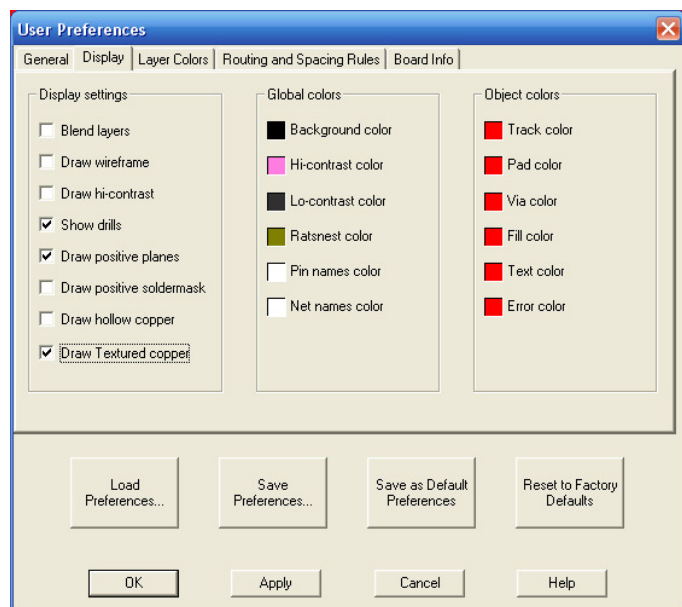 User Preferences
General
Display
Layer Colors
Routing and Spacing Rules
Board Info
Display settings
Blend layers
Draw wireframe
Draw hi-contrast
Show drills
Draw positive planes
Draw positive soldermask
Draw hollow copper
Draw Textured copper
Global colors
Background color
Hi-contrast color
Lo-contrast color
Ratsnest color
Pin names color
Net names color
Object colors
Track color
Pad color
Via color
Fill color
Text color
Error color
Load
Preferences...
Save
Preferences...
Save as Default
Preferences
Reset to Factory
Defaults
OK
Apply
Cancel
Help